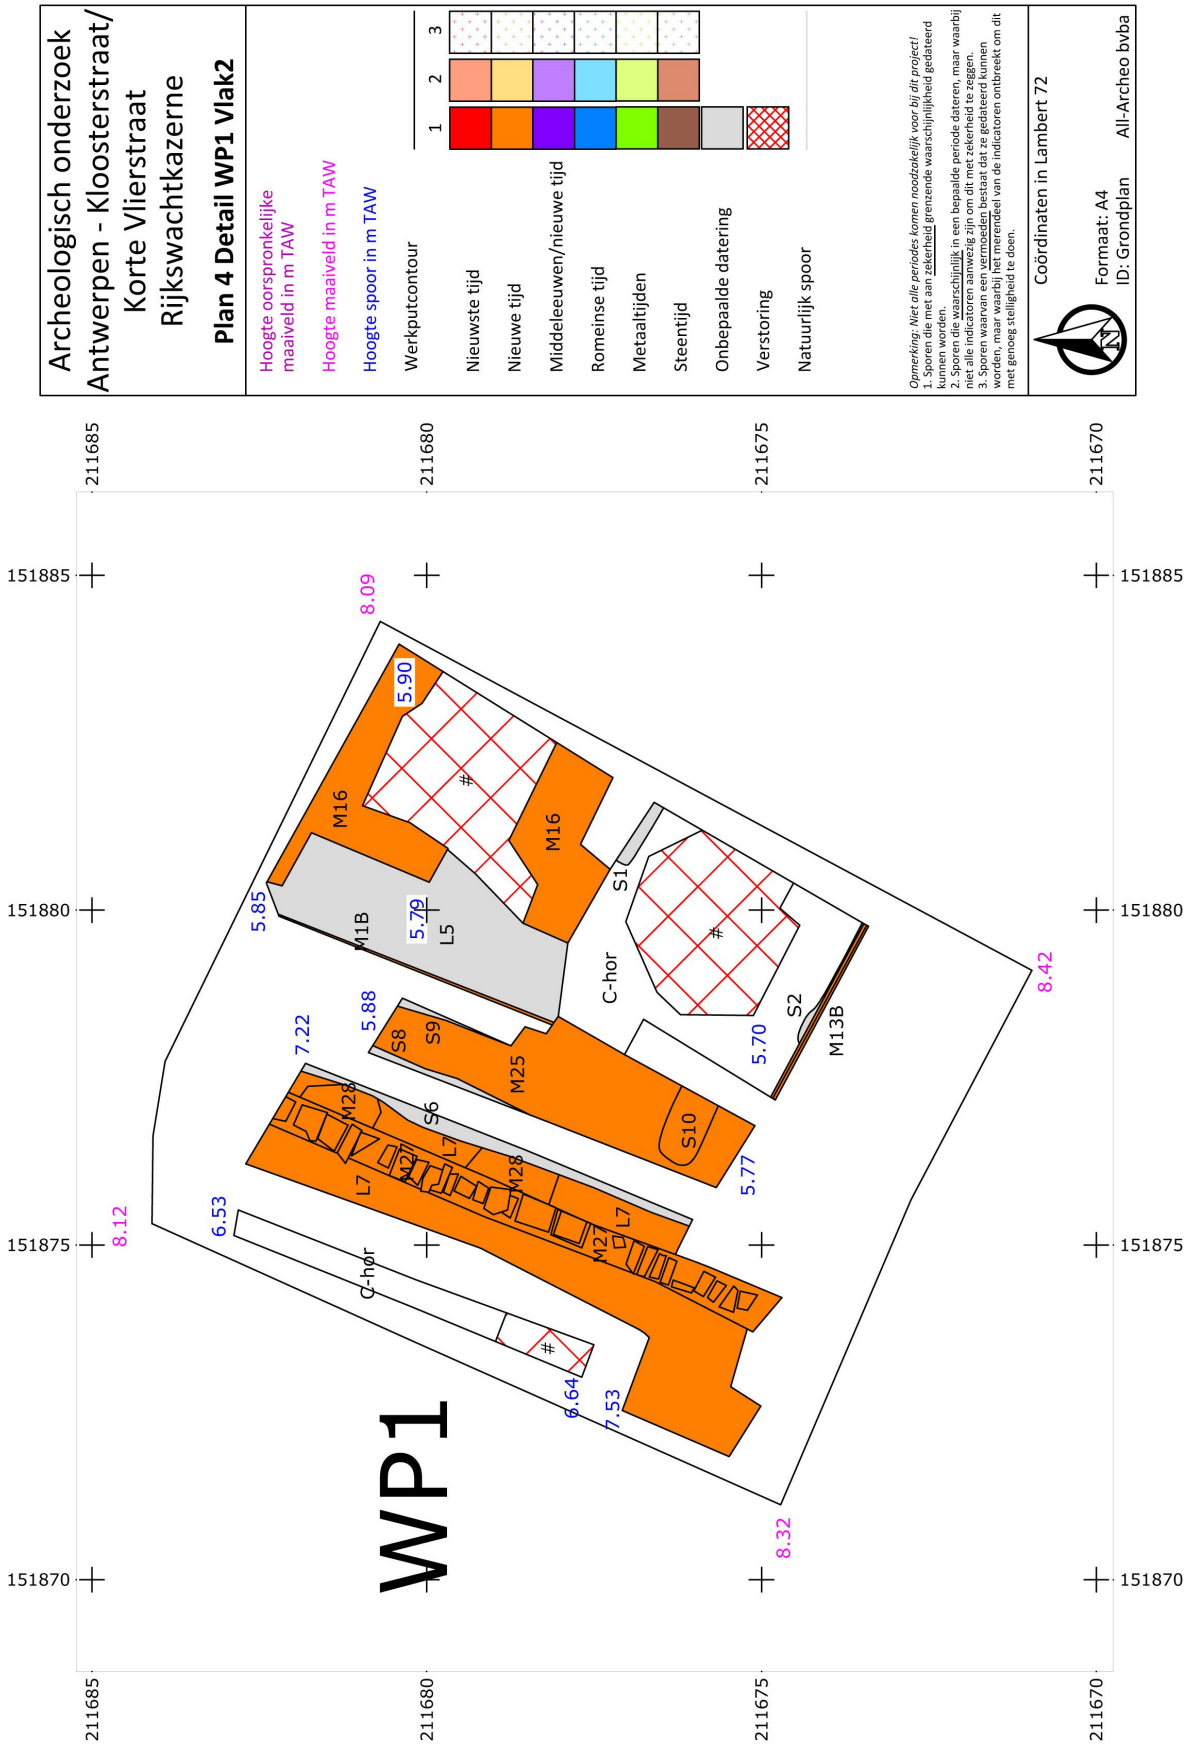 Archeologisch onderzoek
Antwerpen - Kloosterstraat/
Korte Vlierstraat
Rijkswachtkazerne
Plan 4 Detail WP1 Vlak2
Hoogte oorspronkelijke
maaiveld in m TAW
Hoogte maaiveld in m TAW
Hoogte spoor in m TAW
Werkputcontour
1 2 3
Nieuwste tijd
Nieuwe tijd
Middeleeuwen/nieuwe tijd
Romeinse tijd
Metaaltijden
Steentijd
Onbepaalde datering
Verstoring
Natuurlijk spoor
Opmerking: Niet alle periodes komen noodzakelijk voor bij dit project!
1. Sporen die met aan zekerheid grenzende waarschijnlijkheid gedateerd
kunnen worden.
2. Sporen die waarschijnlijk in een bepaalde periode dateren, maar waarbij
niet alle indicatoren aanwezig zijn om dit met zekerheid te zeggen.
3. Sporen waarvan een vermoeden bestaat dat ze gedateerd kunnen
worden, maar waarbij het merendeel van de indicatoren ontbreekt om dit
met genoeg stelligheid te doen.
N
Coördinaten in Lambert 72
Formaat: A4
ID: Grondplan All-Archeo bvba
211685
211680
211675
211670
151885
151885
8.09
5.90
M16
#
M16
5.85
M1B
5.79
L5
S1
#
C-hor
151880
151880
8.42
S2
M13B
5.70
7.22
5.88
S8
S9
M25
S10
5.77
M28
S6
M27
L7
M28
L7
L7
M27
8.12
6.53
C-hor
#
6.64
7.53
151875
151875
WP1
8.32
151870
151870
211685
211680
211675
211670